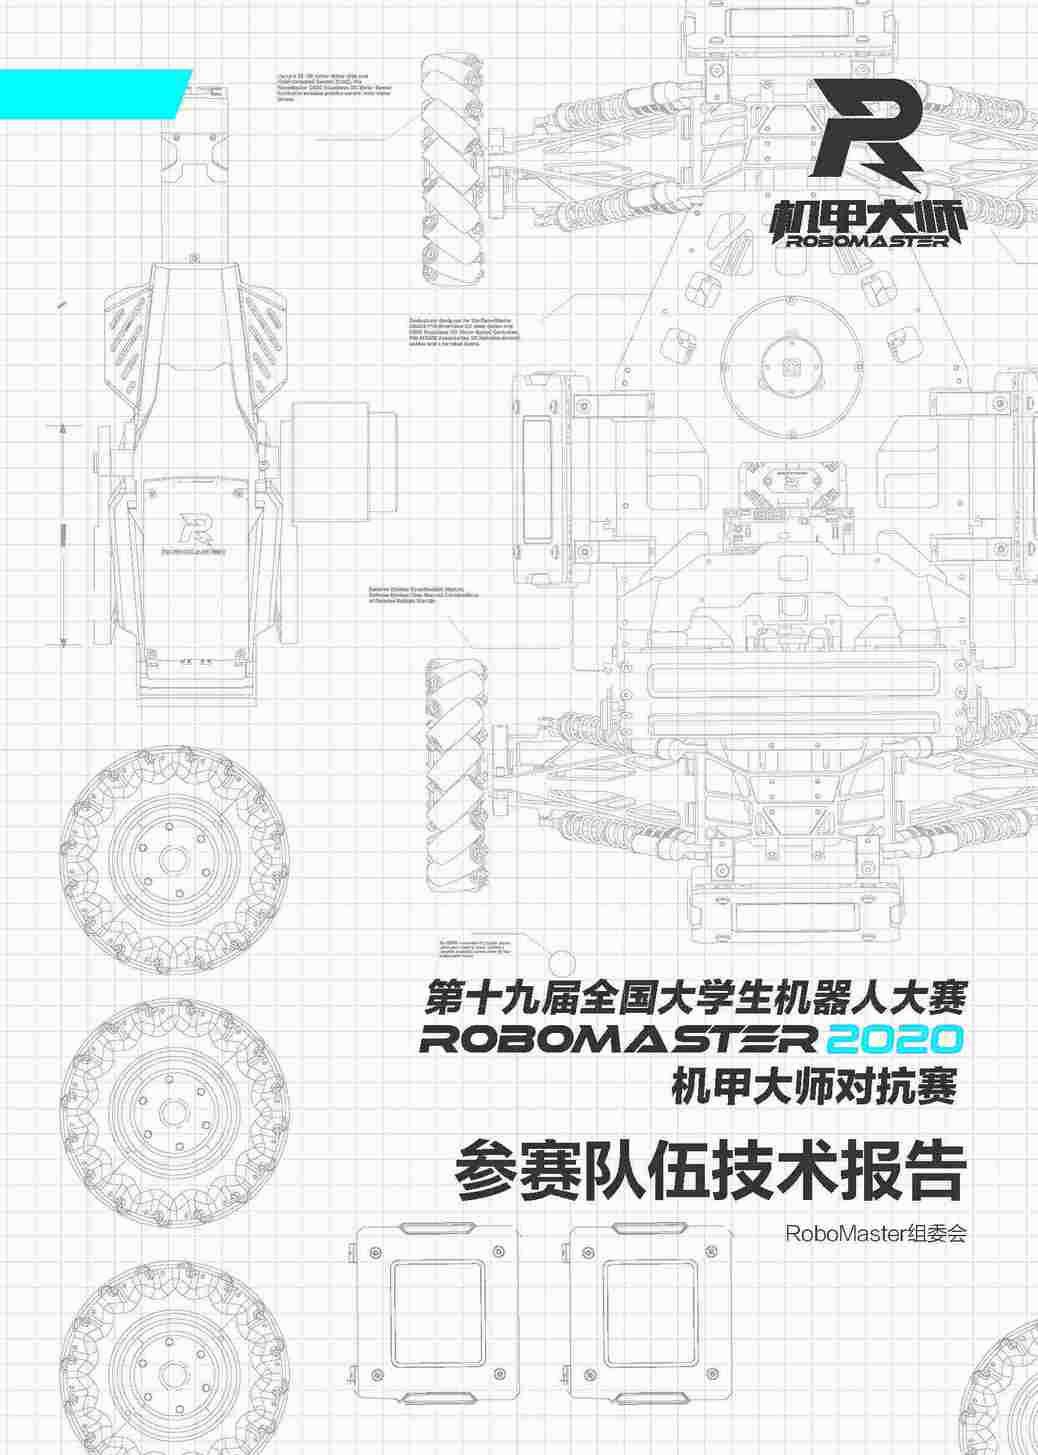 机甲大师
ROBOMASTER
第十九届全国大学生机器人大赛
ROBOMASTER 2020
机甲大师对抗赛
参赛队伍技术报告
RoboMaster组委会